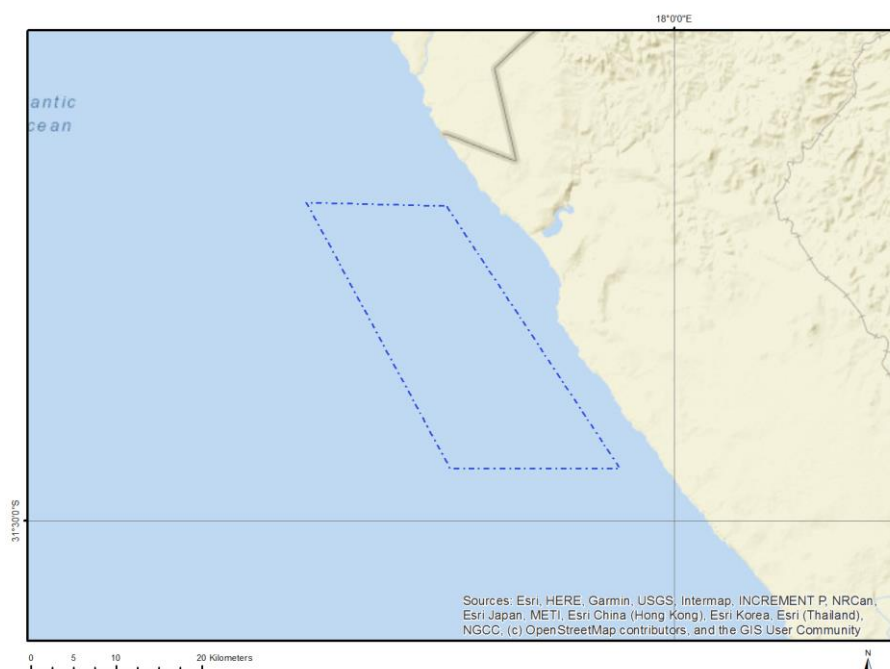 18°0'0"E
antic
cean
31°30'0"S
Sources: Esri, HERE, Garmin, USGS, Intermap, INCREMENT P, NRCan,
Esri Japan, METI, Esri China (Hong Kong), Esri Korea, Esri (Thailand),
NGCC, (c) OpenStreetMap contributors, and the GIS User Community
0 5 10 20 Kilometers
N